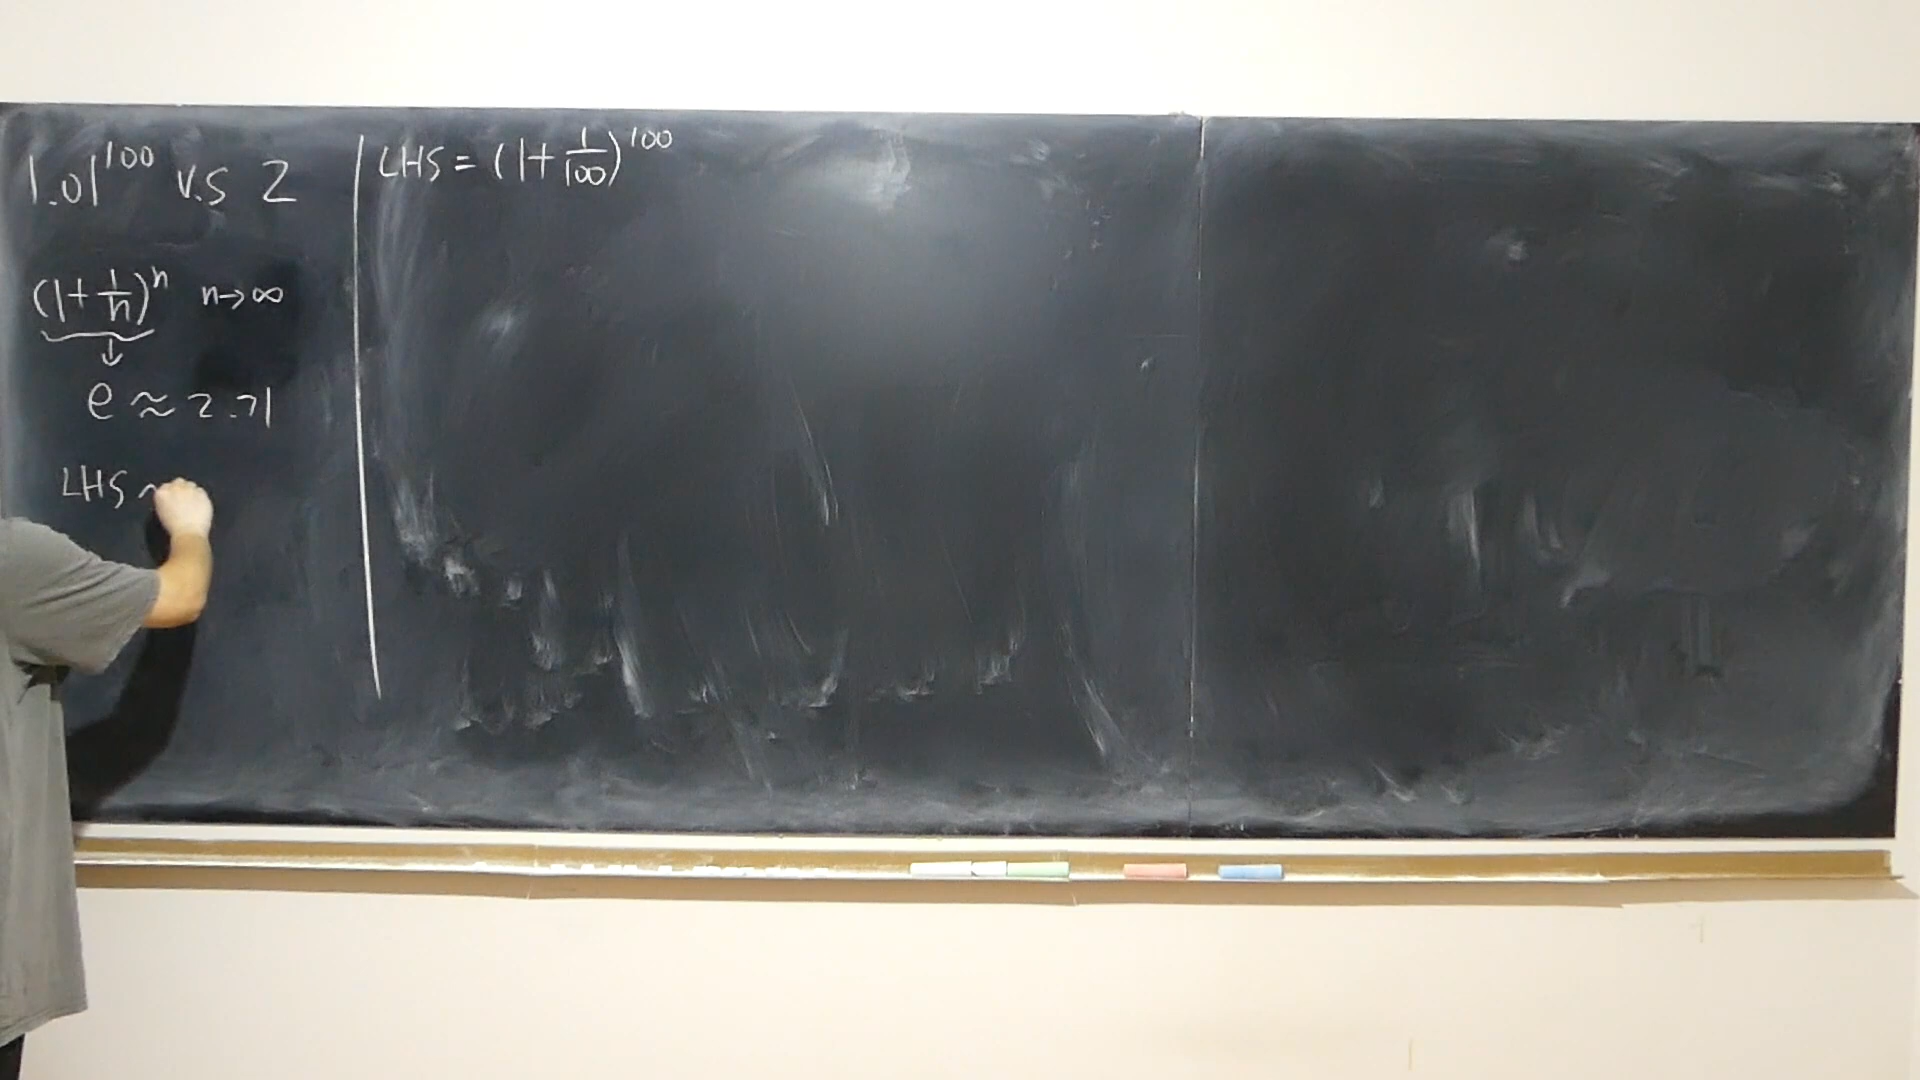 1.01^100 v.s 2
(1+1/n)^n n→∞
↓
e ≈ 2.71
LHS ~
LHS = (1+1/100)^100